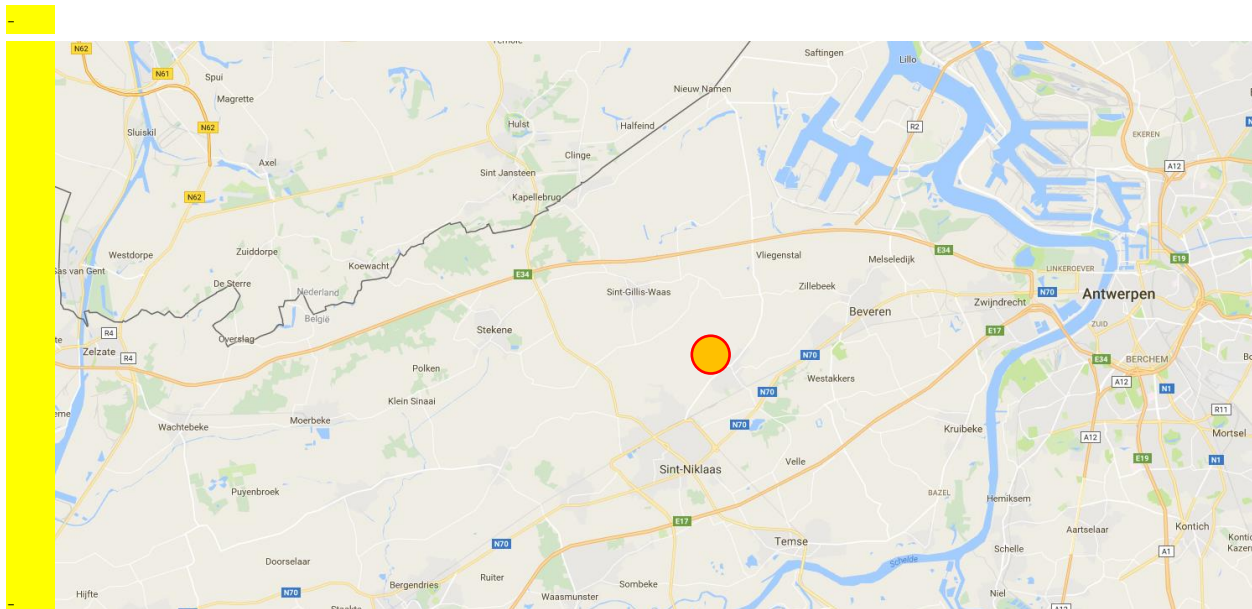 –
N62
Saftingen
Lillo
N61
Spui
Nieuw Namen
Magrette
Sluiskil
N62
Hulst
Halfeind
R2
EKEREN
Axel
Clinge
A12
Sint Jansteen
N62
Kapellebrug
Westdorpe
Zuiddorpe
Koewacht
E34
Vliegenstal
Melseledijk
E34
E19
Sas van Gent
De Sterre
Nederland
België
Sint-Gillis-Waas
Zillebeek
N70
LINKEROEVER
Antwerpen
Zwijndrecht
Beveren
E17
R4
Zelzate
R4
Overslag
Stekene
ZUID
N70
E34
BERCHEM
Polken
Westakkers
A12
N1
N70
Klein Sinaai
R11
Moerbeke
Wachtebeke
N70
Kruibeke
A12
Mortsel
E19
N1
Sint-Niklaas
Velle
Puyenbroek
BAZEL
Hemiksem
E17
Aartselaar
Kontich
N70
Temse
Schelle
A1
Kazen
Doorselaar
Schelde
Bergendries
Ruiter
Sombeke
Hijfte
N70
Waasmunster
Niel
–